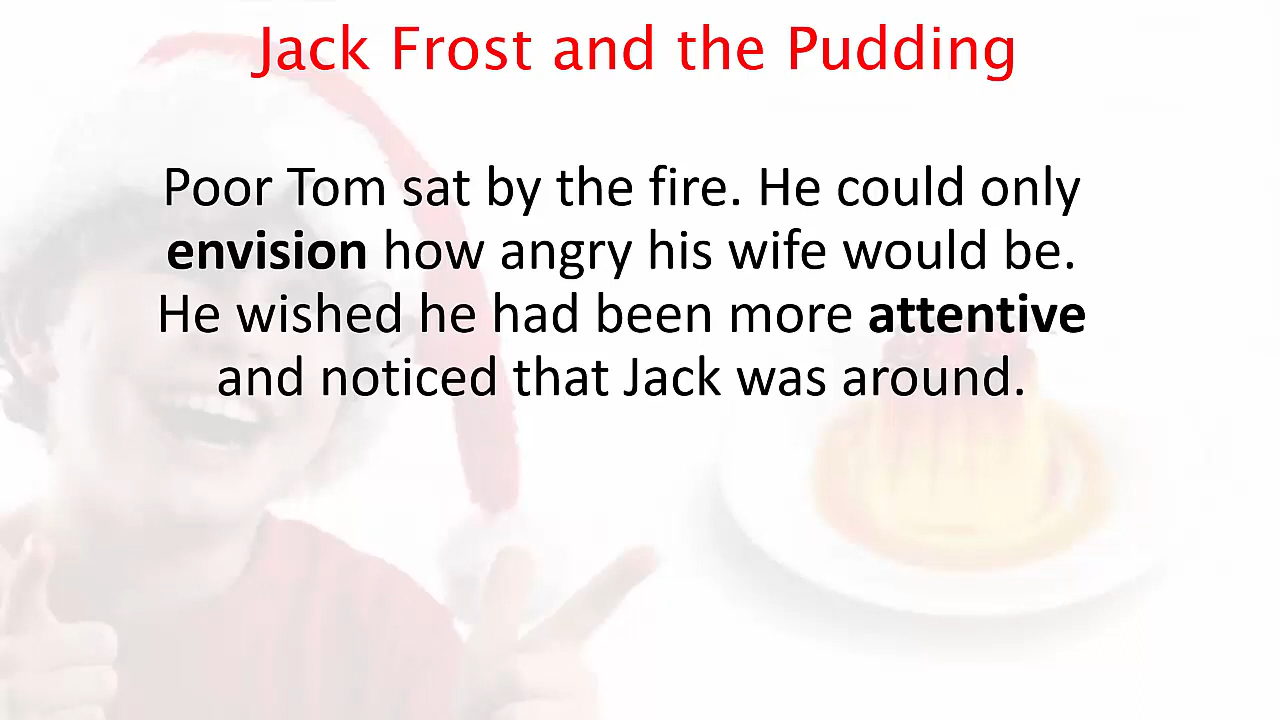 Jack Frost and the Pudding
Poor Tom sat by the fire. He could only
envision how angry his wife would be.
He wished he had been more attentive
and noticed that Jack was around.